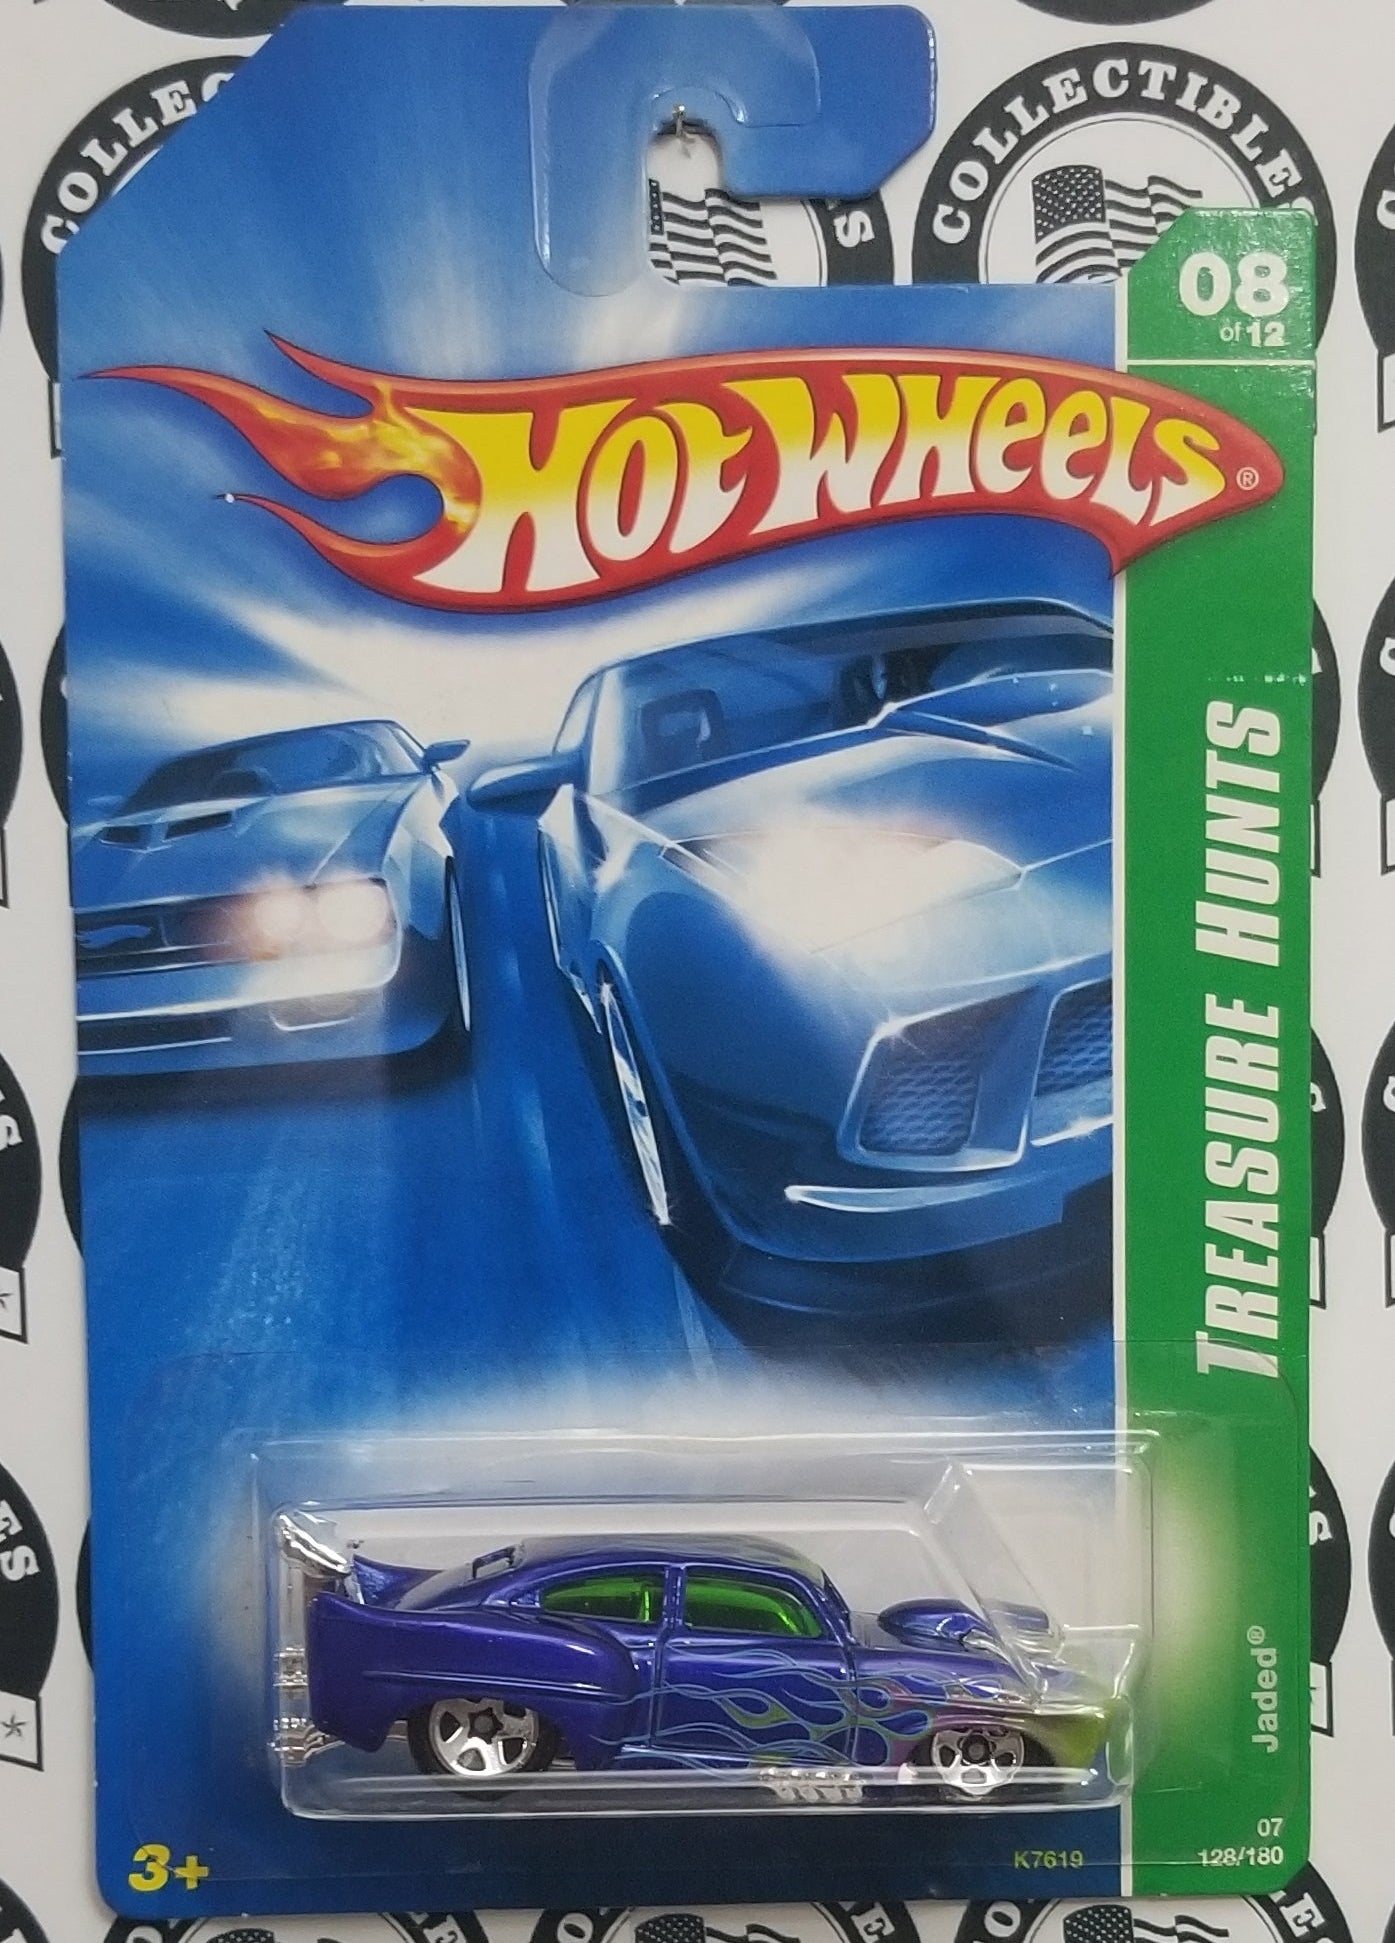 COLLECTIBLES
08
of 12
HOT WHEELS®
TREASURE HUNTS
Jaded®
07
128/180
K7619
3+